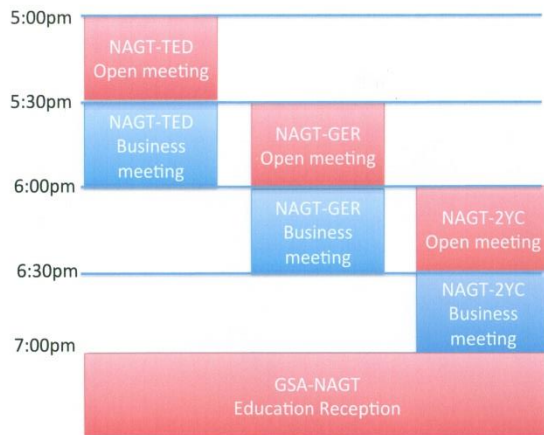 5:00pm
NAGT-TED
Open meeting
5:30pm
NAGT-TED
Business
meeting
NAGT-GER
Open meeting
6:00pm
NAGT-GER
Business
meeting
NAGT-2YC
Open meeting
6:30pm
NAGT-2YC
Business
meeting
7:00pm
GSA-NAGT
Education Reception